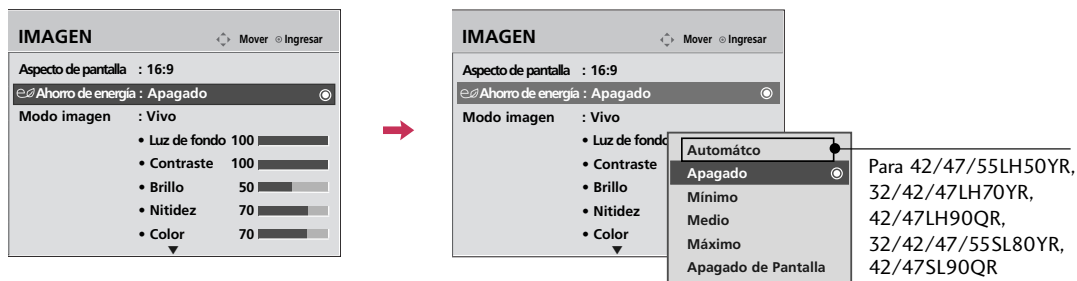 IMAGEN Mover Ingresar
Aspecto de pantalla : 16:9
Ahorro de energía : Apagado
Modo imagen : Vivo
• Luz de fondo 100
• Contraste 100
• Brillo 50
• Nitidez 70
• Color 70
IMAGEN Mover Ingresar
Aspecto de pantalla : 16:9
Ahorro de energía : Apagado
Modo imagen : Vivo
• Luz de fondo
• Contraste
• Brillo
• Nitidez
• Color
Automátco
Apagado
Mínimo
Medio
Máximo
Apagado de Pantalla
Para 42/47/55LH50YR,
32/42/47LH70YR,
42/47LH90QR,
32/42/47/55SL80YR,
42/47SL90QR